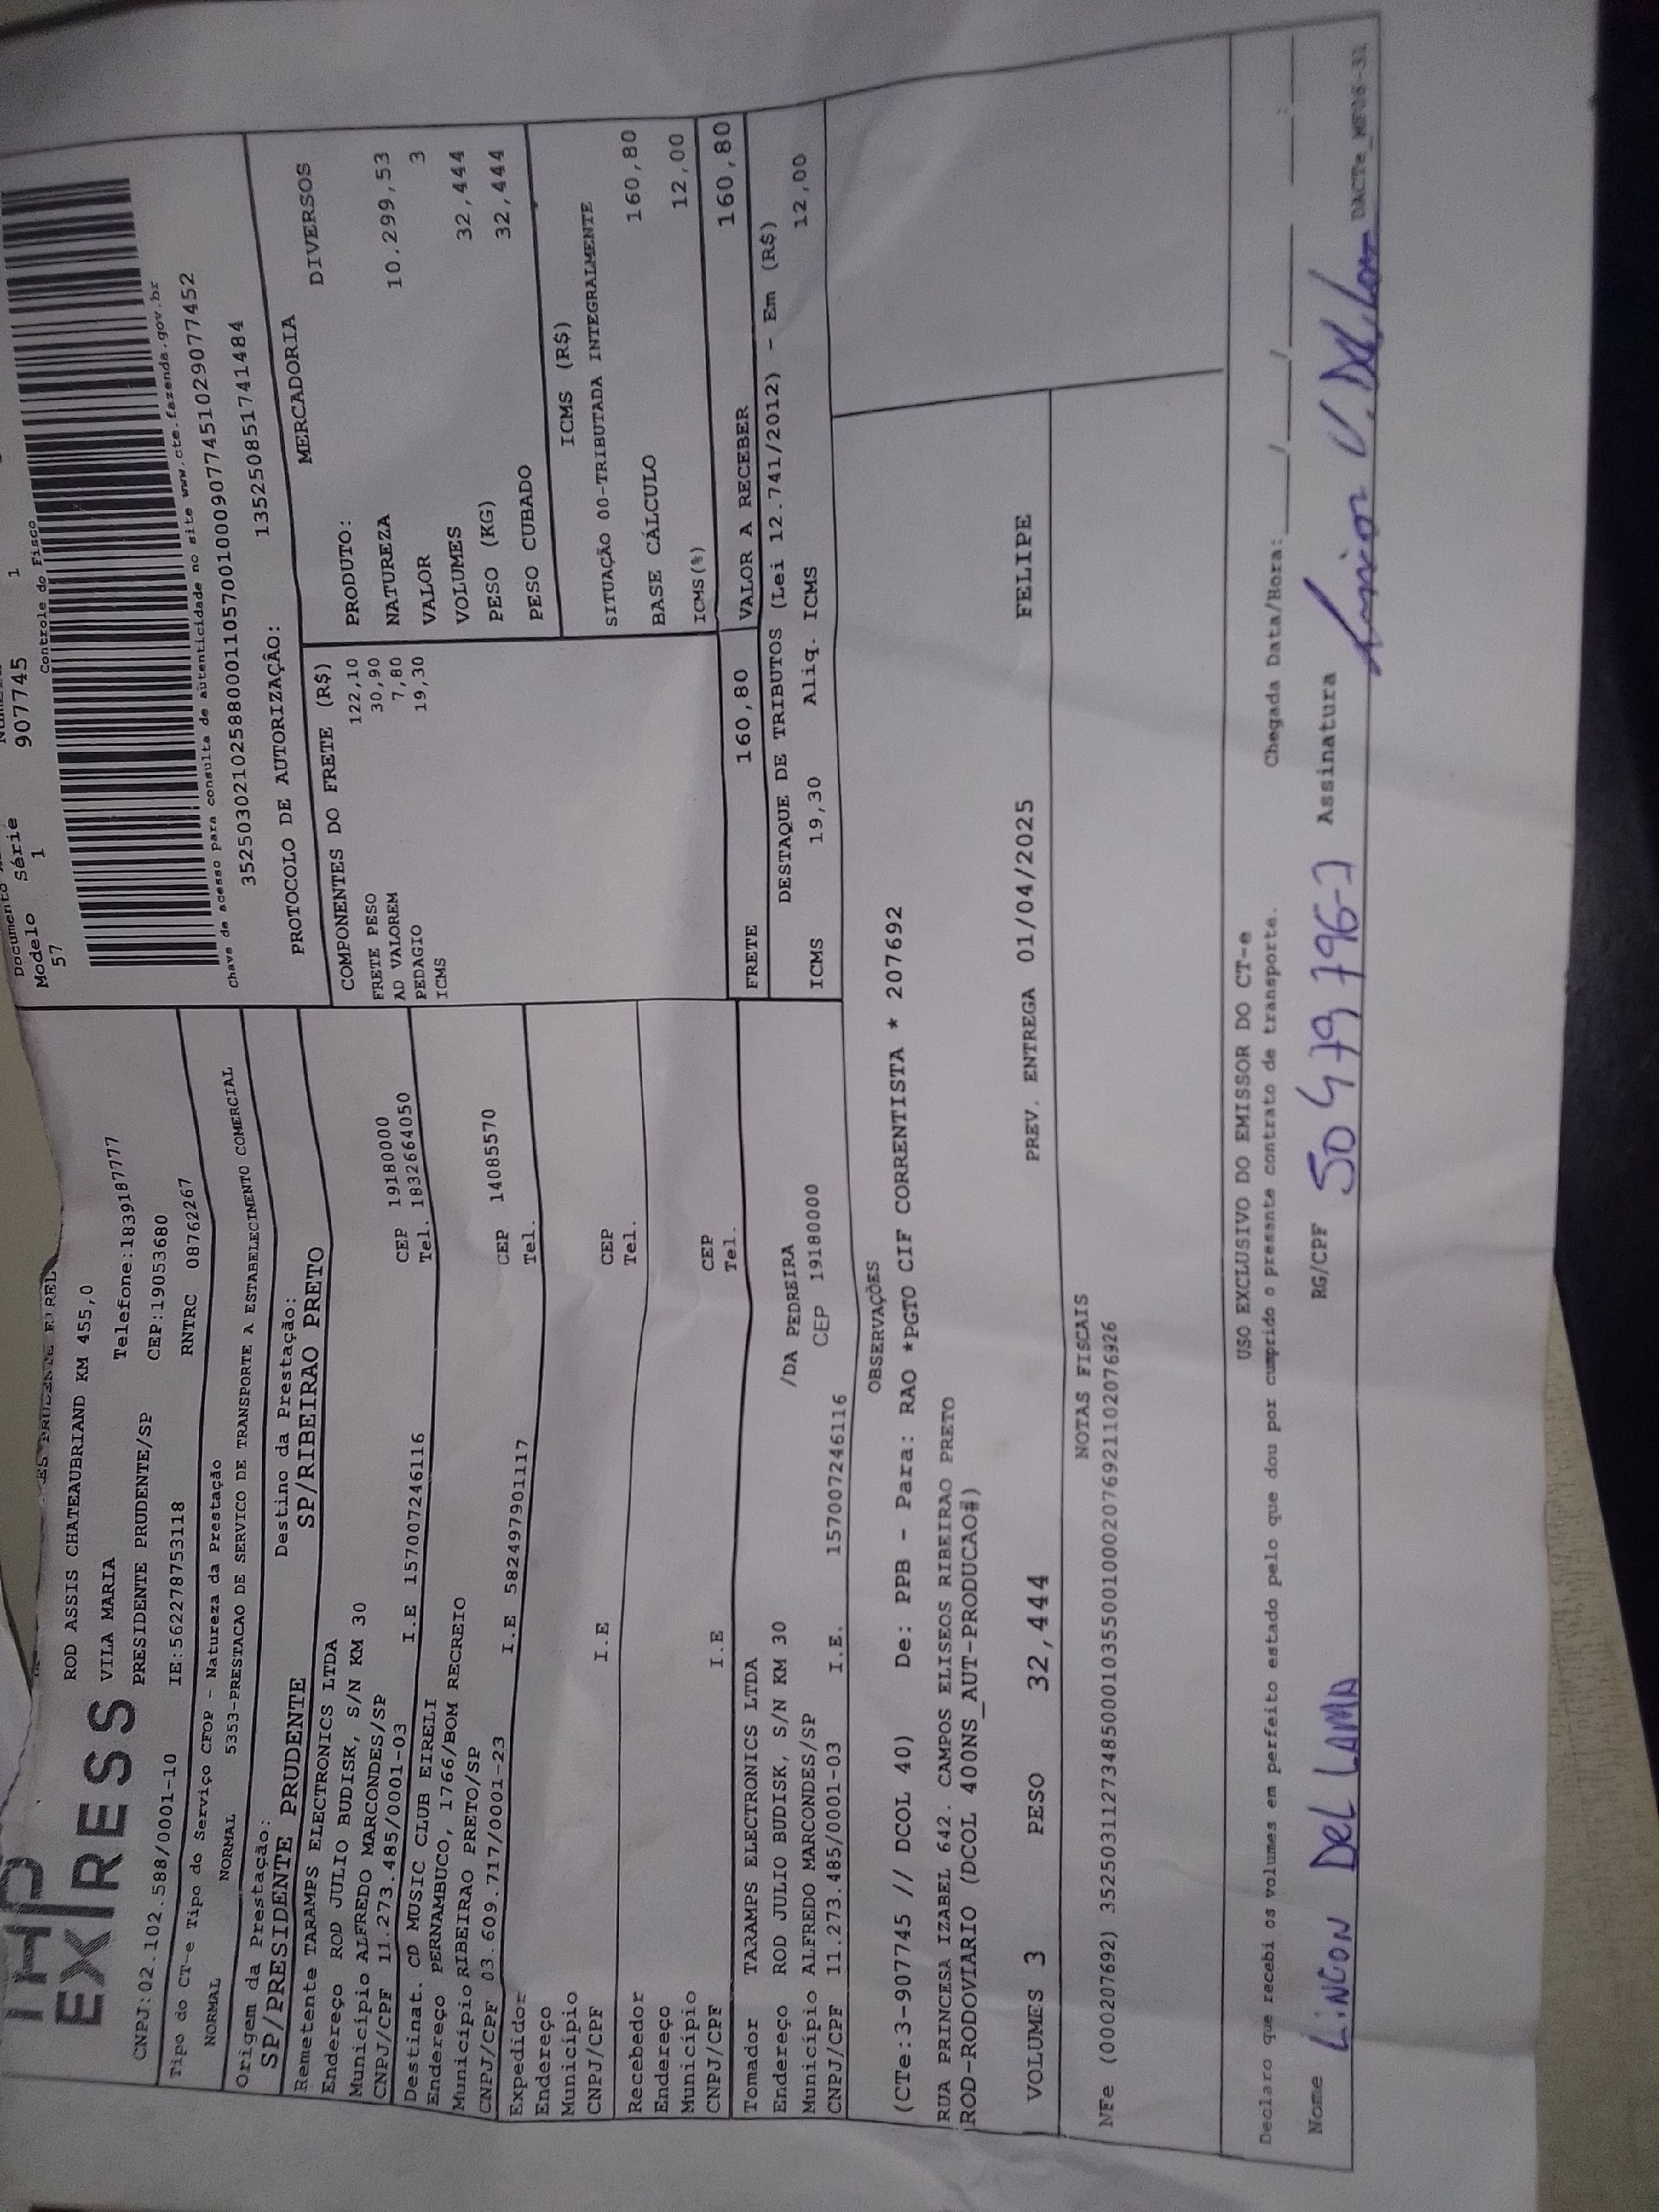 EXPRESS
ROD ASSIS CHATEAUBRIAND KM 455,0
VILA MARIA Telefone:1839187777
PRESIDENTE PRUDENTE/SP CEP:19053680
CNPJ:02.102.588/0001-10 IE:562278753118 RNTRC 08762267
Tipo do CT-e Tipo do Serviço CFOP - Natureza da Prestação
NORMAL NORMAL 5353-PRESTACAO DE SERVICO DE TRANSPORTE A ESTABELECIMENTO COMERCIAL
Origem da Prestação: Destino da Prestação:
SP/PRESIDENTE PRUDENTE SP/RIBEIRAO PRETO
Remetente TARAMPS ELECTRONICS LTDA
Endereço ROD JULIO BUDISK, S/N KM 30
Município ALFREDO MARCONDES/SP CEP 19180000
CNPJ/CPF 11.273.485/0001-03 I.E 157007246116 Tel. 1832664050
Destinat. CD MUSIC CLUB EIRELI
Endereço PERNAMBUCO, 1766/BOM RECREIO
Município RIBEIRAO PRETO/SP CEP 14085570
CNPJ/CPF 03.609.717/0001-23 I.E 582497901117 Tel.
Expedidor
Endereço
Município CEP
CNPJ/CPF I.E Tel.
Recebedor
Endereço
Município CEP
CNPJ/CPF I.E Tel.
Tomador TARAMPS ELECTRONICS LTDA
Endereço ROD JULIO BUDISK, S/N KM 30 /DA PEDREIRA
Município ALFREDO MARCONDES/SP CEP 19180000
CNPJ/CPF 11.273.485/0001-03 I.E. 157007246116
Documento
Modelo Série
57 1 907745 1
Controle do Fisco
Chave de acesso para consulta de autenticidade no site www.cte.fazenda.gov.br
35250302102588000110570010009077451029077452
PROTOCOLO DE AUTORIZAÇÃO: 135250851741484
COMPONENTES DO FRETE (R$)
FRETE PESO 122,10
AD VALOREM 30,90
PEDAGIO 7,80
ICMS 19,30
MERCADORIA
PRODUTO: DIVERSOS
NATUREZA
VALOR 10.299,53
VOLUMES 3
PESO (KG) 32,444
PESO CUBADO 32,444
ICMS (R$)
SITUAÇÃO 00-TRIBUTADA INTEGRALMENTE
BASE CÁLCULO 160,80
ICMS(%) 12,00
FRETE 160,80 VALOR A RECEBER 160,80
DESTAQUE DE TRIBUTOS (Lei 12.741/2012) - Em (R$)
ICMS 19,30 Aliq. ICMS 12,00
OBSERVAÇÕES
(CTe:3-907745 // DCOL 40) De: PPB - Para: RAO *PGTO CIF CORRENTISTA * 207692
RUA PRINCESA IZABEL 642. CAMPOS ELISEOS RIBEIRAO PRETO
ROD-RODOVIARIO (DCOL 400NS_AUT-PRODUCAO#)
VOLUMES 3 PESO 32,444 PREV. ENTREGA 01/04/2025 FELIPE
NOTAS FISCAIS
NFe (000207692) 35250311273485000103550010002076921102076926
USO EXCLUSIVO DO EMISSOR DO CT-e
Declaro que recebi os volumes em perfeito estado pelo que dou por cumprido o presente contrato de transporte. Chegada Data/Hora: ____/____/____ ____:____
Nome LiNCON Del LAMA RG/CPF 50 479 796-7 Assinatura
DACTe_MF06-31